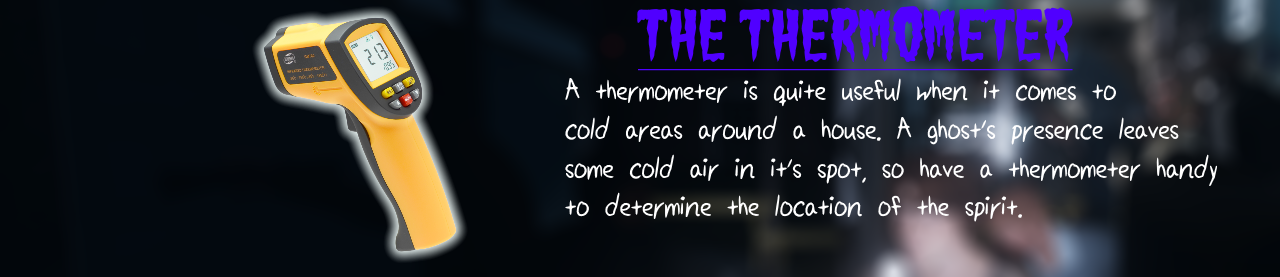 THE THERMOMETER
A thermometer is quite useful when it comes to
cold areas around a house. A ghost's presence leaves
some cold air in it's spot, so have a thermometer handy
to determine the location of the spirit.